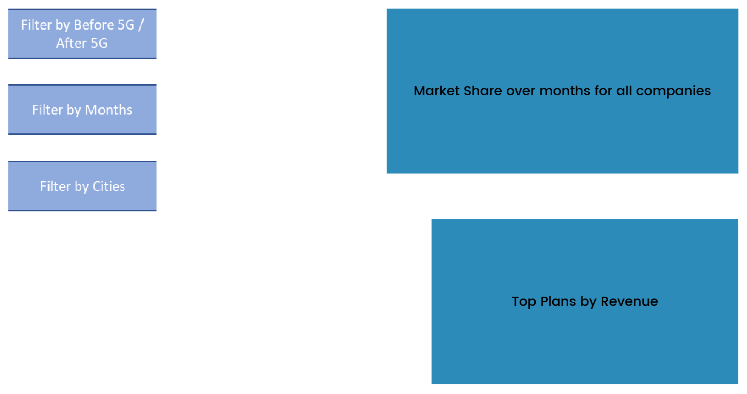 Filter by Before 5G /
After 5G
Filter by Months
Filter by Cities
Market Share over months for all companies
Top Plans by Revenue